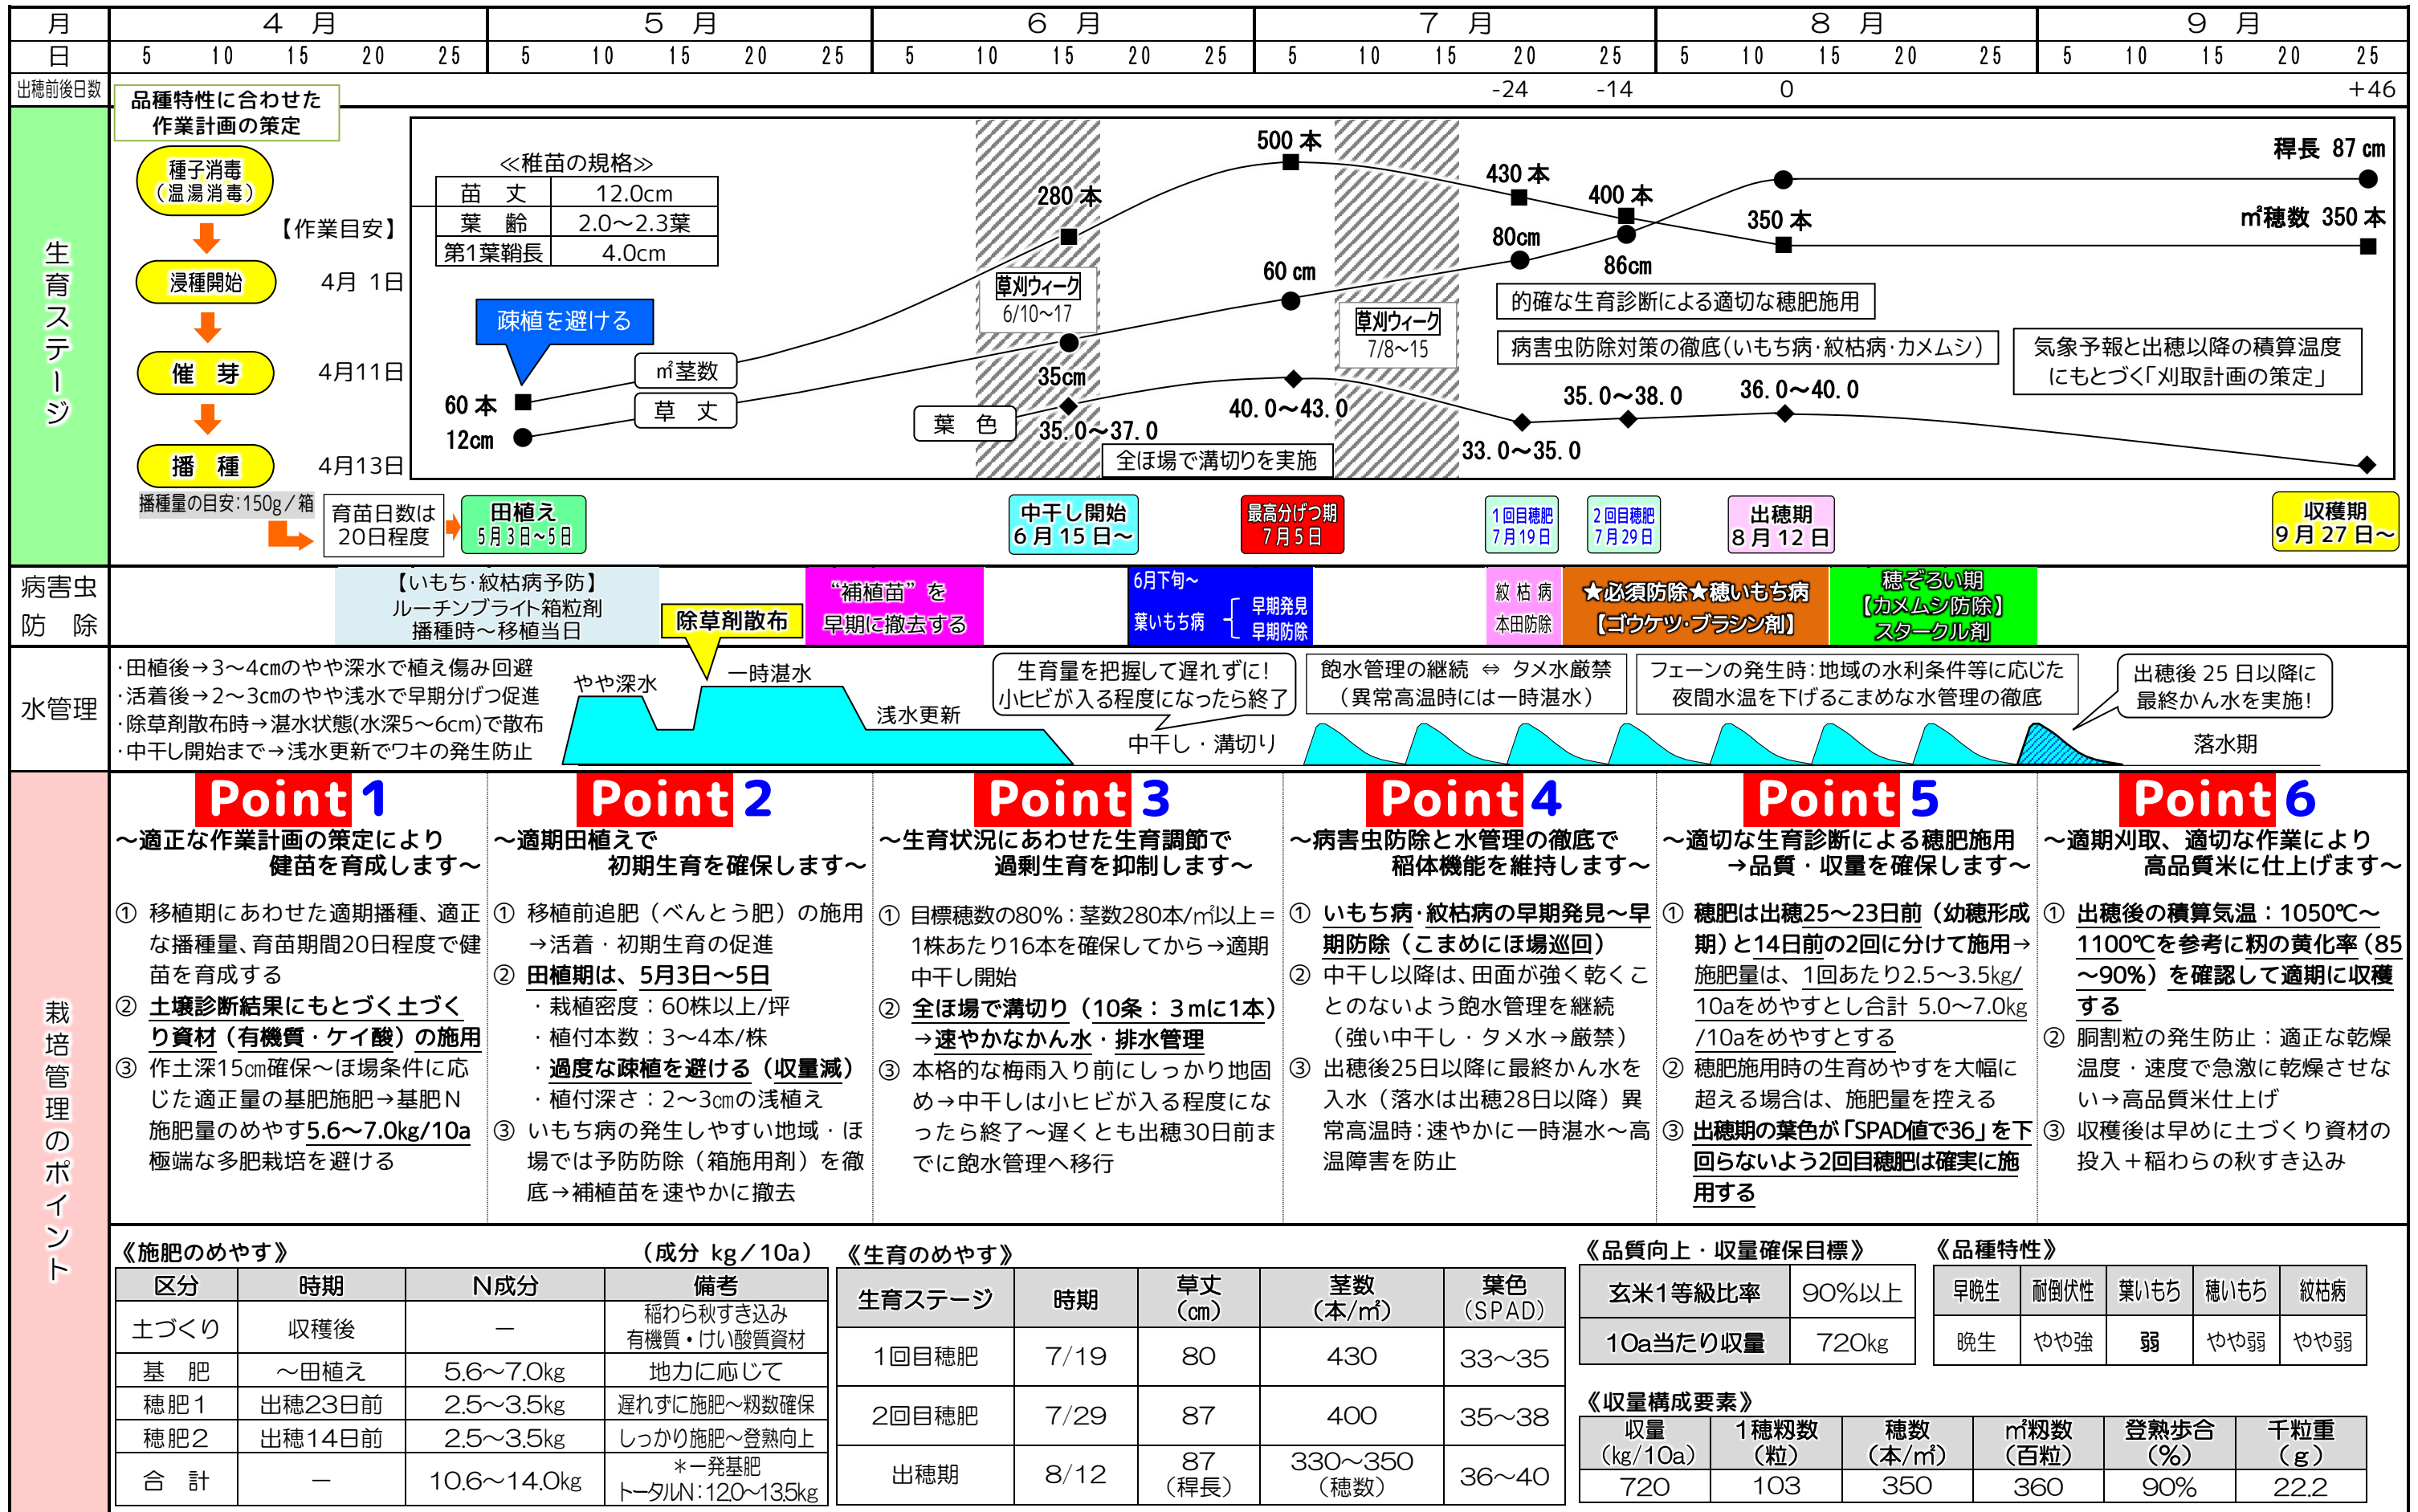 月 4 月 5 月 6 月 7 月 8 月 9 月
日 5 10 15 20 25 5 10 15 20 25 5 10 15 20 25 5 10 15 20 25 5 10 15 20 25 5 10 15 20 25
出穂前後日数 -24 -14 0 +46
生育ステージ
品種特性に合わせた
作業計画の策定
種子消毒
(温湯消毒)
【作業目安】
浸種開始 4月 1日
催 芽 4月11日
播 種 4月13日
播種量の目安:150g/箱
育苗日数は
20日程度
≪稚苗の規格≫
苗 丈 12.0cm
葉 齢 2.0～2.3葉
第1葉鞘長 4.0cm
疎植を避ける
㎡茎数
草 丈
葉 色
60 本
12cm
280 本
草刈ウィーク
6/10～17
35cm
35.0～37.0
500 本
60 cm
40.0～43.0
全ほ場で溝切りを実施
草刈ウィーク
7/8～15
430 本
80cm
33.0～35.0
400 本
86cm
35.0～38.0
350 本
36.0～40.0
稈長 87 cm
㎡穂数 350 本
的確な生育診断による適切な穂肥施用
病害虫防除対策の徹底(いもち病･紋枯病･カメムシ)
気象予報と出穂以降の積算温度
にもとづく｢刈取計画の策定｣
田植え
5月3日~5日
中干し開始
6 月 15 日～
最高分げつ期
7 月 5 日
1回目穂肥
7 月 19 日
2 回目穂肥
7 月 29 日
出穂期
8 月 12 日
収穫期
9 月 27 日～
病害虫
防 除
【いもち･紋枯病予防】
ルーチンブライト箱粒剤
播種時～移植当日
除草剤散布
“補植苗” を
早期に撤去する
6月下旬～
葉いもち病
早期発見
早期防除
紋 枯 病
本田防除
★必須防除★穂いもち病
【ゴウケツ･ブラシン剤】
穂ぞろい期
【カメムシ防除】
スタークル剤
水管理
･田植後→3～4㎝のやや深水で植え傷み回避
･活着後→2～3㎝のやや浅水で早期分げつ促進
･除草剤散布時→湛水状態(水深5～6㎝)で散布
･中干し開始まで→浅水更新でワキの発生防止
やや深水
一時湛水
浅水更新
生育量を把握して遅れずに!
小ヒビが入る程度になったら終了
中干し・溝切り
飽水管理の継続 ⇔ タメ水厳禁
(異常高温時には一時湛水)
フェーンの発生時:地域の水利条件等に応じた
夜間水温を下げるこまめな水管理の徹底
出穂後 25 日以降に
最終かん水を実施!
落水期
栽培管理のポイント
Point 1
～適正な作業計画の策定により
健苗を育成します～
① 移植期にあわせた適期播種、適正
な播種量、育苗期間20日程度で健
苗を育成する
② 土壌診断結果にもとづく土づく
り資材（有機質・ケイ酸）の施用
③ 作土深15㎝確保～ほ場条件に応
じた適正量の基肥施肥→基肥N
施肥量のめやす5.6～7.0㎏/10a
極端な多肥栽培を避ける
Point 2
～適期田植えで
初期生育を確保します～
① 移植前追肥（べんとう肥）の施用
→活着・初期生育の促進
② 田植期は、5月3日～5日
・栽植密度：60株以上/坪
・植付本数：3～4本/株
・過度な疎植を避ける（収量減）
・植付深さ：2～3㎝の浅植え
③ いもち病の発生しやすい地域・ほ
場では予防防除（箱施用剤）を徹
底→補植苗を速やかに撤去
Point 3
～生育状況にあわせた生育調節で
過剰生育を抑制します～
① 目標穂数の80%：茎数280本/㎡以上＝
1株あたり16本を確保してから→適期
中干し開始
② 全ほ場で溝切り（10条：3mに1本）
→速やかなかん水・排水管理
③ 本格的な梅雨入り前にしっかり地固
め→中干しは小ヒビが入る程度にな
ったら終了～遅くとも出穂30日前ま
でに飽水管理へ移行
Point 4
～病害虫防除と水管理の徹底で
稲体機能を維持します～
① いもち病･紋枯病の早期発見～早
期防除（こまめにほ場巡回）
② 中干し以降は、田面が強く乾くこ
とのないよう飽水管理を継続
（強い中干し・タメ水→厳禁）
③ 出穂後25日以降に最終かん水を
入水（落水は出穂28日以降）異
常高温時：速やかに一時湛水～高
温障害を防止
Point 5
～適切な生育診断による穂肥施用
→品質・収量を確保します～
① 穂肥は出穂25～23日前（幼穂形成
期）と14日前の2回に分けて施用→
施肥量は、1回あたり2.5～3.5㎏/
10aをめやすとし合計 5.0～7.0㎏
/10aをめやすとする
② 穂肥施用時の生育めやすを大幅に
超える場合は、施肥量を控える
③ 出穂期の葉色が｢SPAD値で36｣を下
回らないよう2回目穂肥は確実に施
用する
Point 6
～適期刈取、適切な作業により
高品質米に仕上げます～
① 出穂後の積算気温：1050℃～
1100℃を参考に籾の黄化率（85
～90%）を確認して適期に収穫
する
② 胴割粒の発生防止：適正な乾燥
温度・速度で急激に乾燥させな
い→高品質米仕上げ
③ 収穫後は早めに土づくり資材の
投入＋稲わらの秋すき込み
《施肥のめやす》 （成分 kg／10a）
区分 時期 N成分 備考
土づくり 収穫後 － 稲わら秋すき込み
有機質・けい酸質資材
基 肥 ～田植え 5.6～7.0㎏ 地力に応じて
穂肥1 出穂23日前 2.5～3.5㎏ 遅れずに施肥～籾数確保
穂肥2 出穂14日前 2.5～3.5㎏ しっかり施肥～登熟向上
合 計 － 10.6～14.0㎏ ＊一発基肥
トータルN：12.0～13.5㎏
《生育のめやす》
生育ステージ 時期 草丈（㎝） 茎数（本/㎡） 葉色（SPAD）
1回目穂肥 7/19 80 430 33～35
2回目穂肥 7/29 87 400 35～38
出穂期 8/12 87（稈長） 330～350（穂数） 36～40
《品質向上・収量確保目標》
玄米1等級比率 90%以上
10a当たり収量 720㎏
《品種特性》
早晩生 耐倒伏性 葉いもち 穂いもち 紋枯病
晩生 やや強 弱 やや弱 やや弱
《収量構成要素》
収量（㎏/10a） 1穂籾数（粒） 穂数（本/㎡） ㎡籾数（百粒） 登熟歩合（%） 千粒重（g）
720 103 350 360 90% 22.2